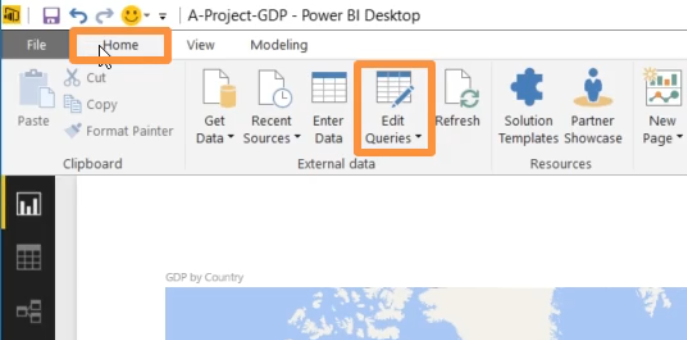 A-Project-GDP - Power BI Desktop
File Home View Modeling
Cut
Copy
Format Painter
Paste
Get Data
Recent Sources
Enter Data
Edit Queries
Refresh
Solution Templates
Partner Showcase
New Page
Clipboard External data Resources
GDP by Country